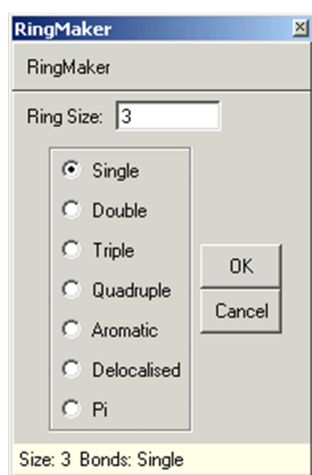 RingMaker
RingMaker
Ring Size: 3
Single
Double
Triple
Quadruple
Aromatic
Delocalised
Pi
OK
Cancel
Size: 3 Bonds: Single